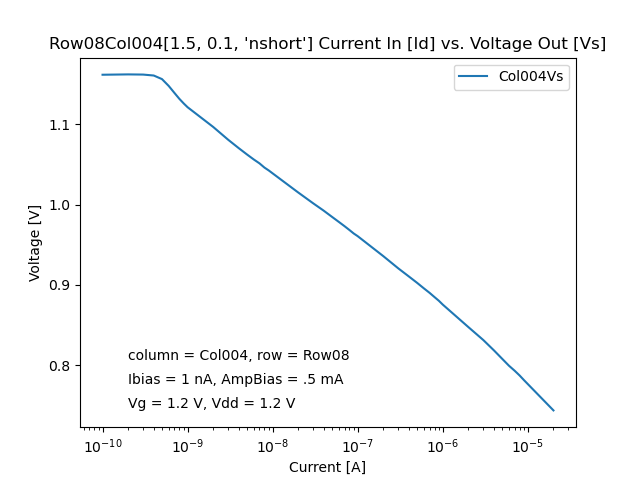 Row08Col004[1.5, 0.1, 'nshort'] Current In [Id] vs. Voltage Out [Vs]
Col004Vs
1.1
1.0
0.9
0.8
Voltage [V]
column = Col004, row = Row08
Ibias = 1 nA, AmpBias = .5 mA
Vg = 1.2 V, Vdd = 1.2 V
10⁻¹⁰ 10⁻⁹ 10⁻⁸ 10⁻⁷ 10⁻⁶ 10⁻⁵
Current [A]